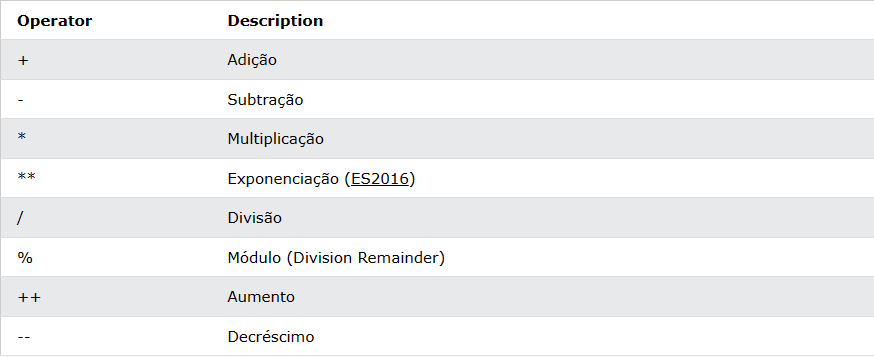 Operator Description
+ Adição
- Subtração
* Multiplicação
** Exponenciação (ES2016)
/ Divisão
% Módulo (Division Remainder)
++ Aumento
-- Decréscimo